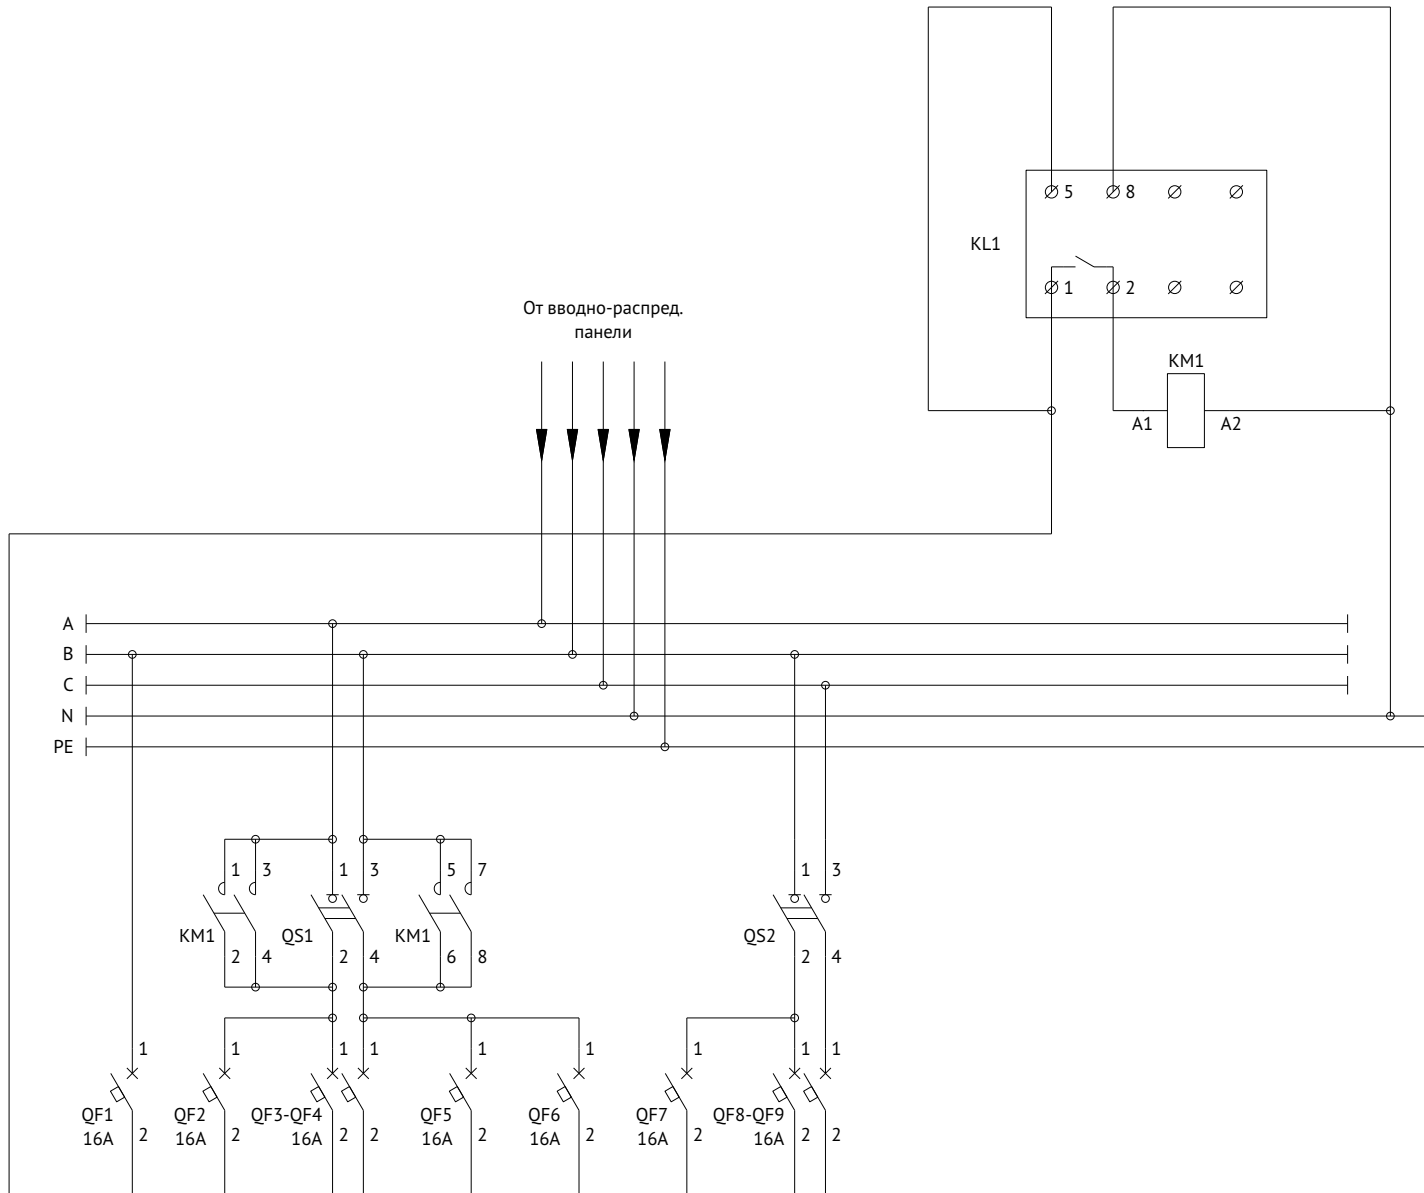 5 8
KL1
1 2
От вводно-распред.
панели
KM1
A1 A2
A
B
C
N
PE
1 3 1 3 5 7 1 3
KM1 QS1 KM1 QS2
2 4 2 4 6 8 2 4
1 1 1 1 1 1 1 1 1
QF1 QF2 QF3-QF4 QF5 QF6 QF7 QF8-QF9
16A 2 16A 2 16A 2 2 16A 2 16A 2 16A 2 16A 2 2